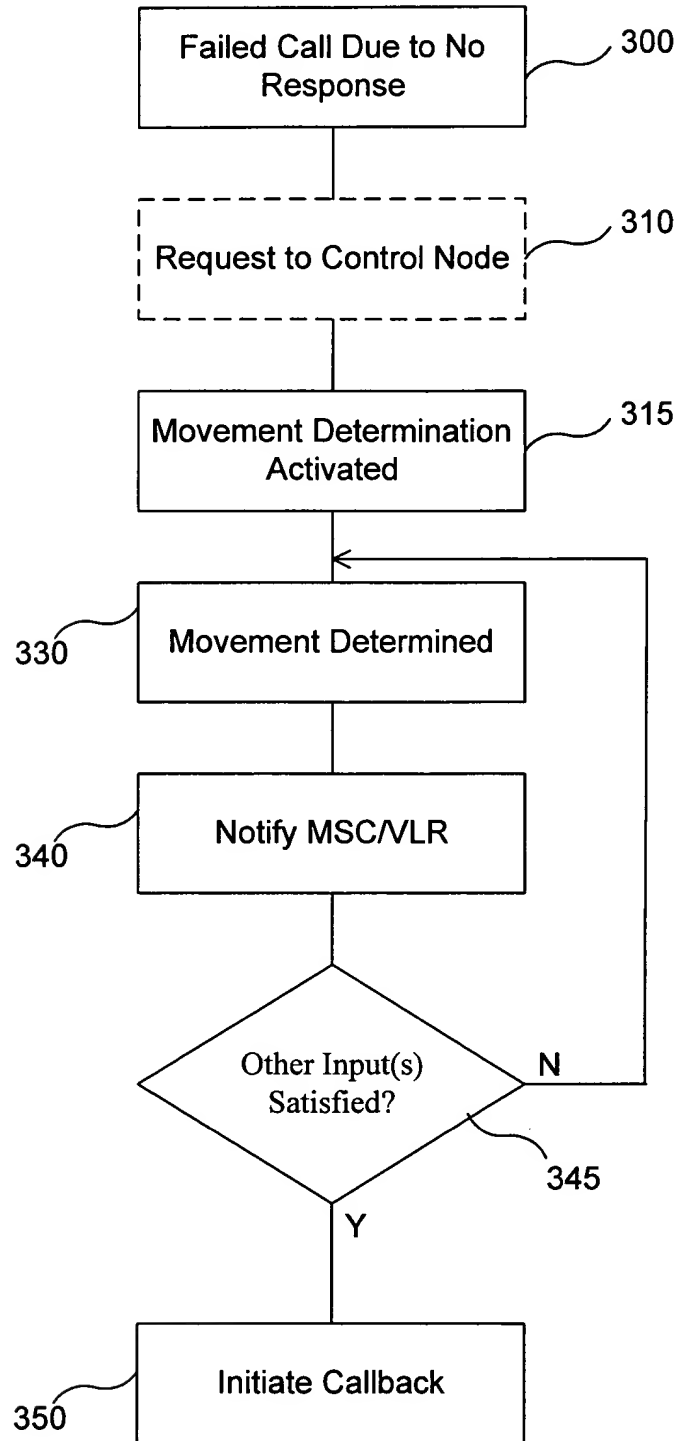 Failed Call Due to No
Response
300
Request to Control Node
310
Movement Determination
Activated
315
Movement Determined
330
Notify MSC/VLR
340
Other Input(s)
Satisfied?
N
345
Y
Initiate Callback
350